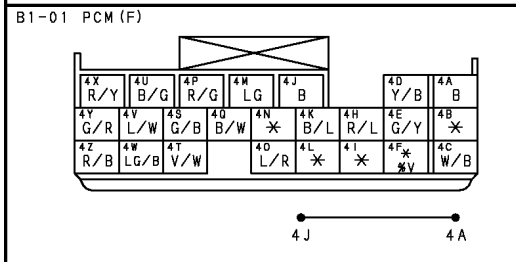 B1-01 PCM(F)
4X 4U 4P 4M 4J 4D 4A
R/Y B/G R/G LG B Y/B B
4Y 4V 4S 4Q 4N 4K 4H 4E 4B
G/R L/W G/B B/W * B/L R/L G/Y *
4Z 4W 4T 4O 4L 4I 4F 4C
R/B LG/B V/W L/R * * * W/B
%V
4J 4A